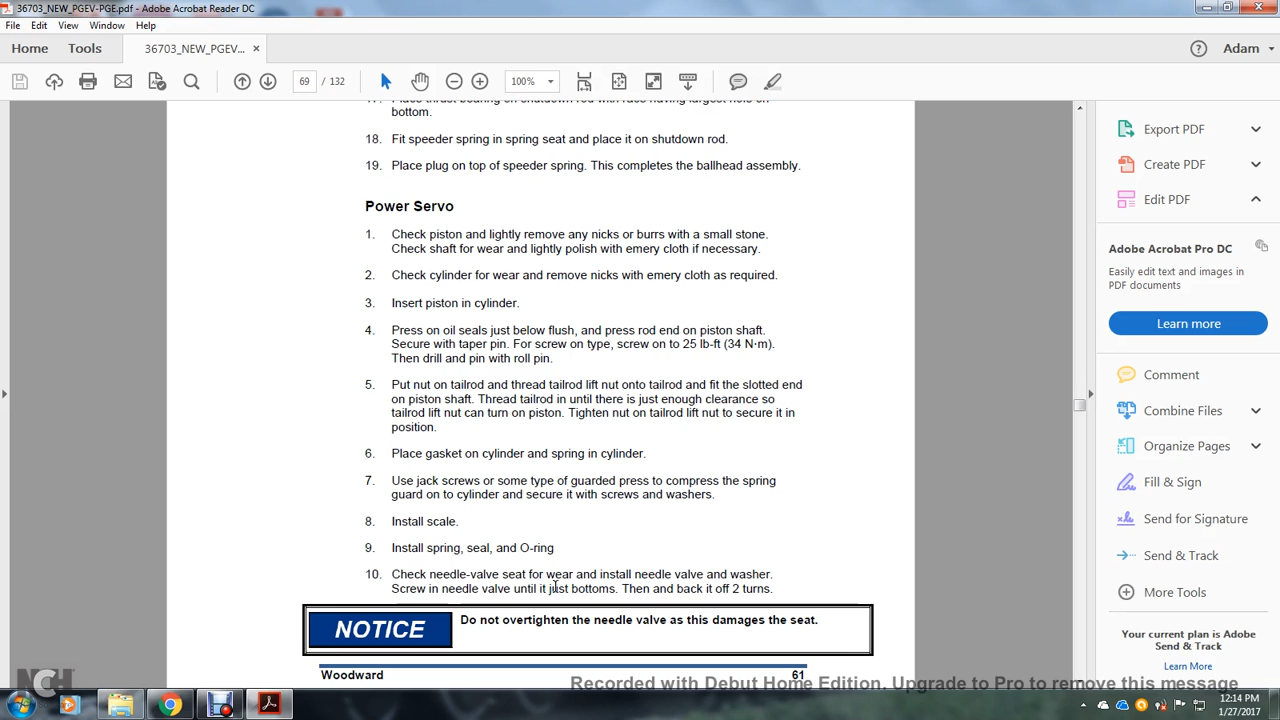 36703_NEW_PGEV-PGE.pdf - Adobe Acrobat Reader DC
File Edit View Window Help
Home Tools 36703_NEW_PGEV-... × Adam
69 / 132 100%
17. Place thrust bearing on shutdown rod with race having largest hole on
bottom.
18. Fit speeder spring in spring seat and place it on shutdown rod.
19. Place plug on top of speeder spring. This completes the ballhead assembly.
Power Servo
1. Check piston and lightly remove any nicks or burrs with a small stone.
Check shaft for wear and lightly polish with emery cloth if necessary.
2. Check cylinder for wear and remove nicks with emery cloth as required.
3. Insert piston in cylinder.
4. Press on oil seals just below flush, and press rod end on piston shaft.
Secure with taper pin. For screw on type, screw on to 25 lb-ft (34 N·m).
Then drill and pin with roll pin.
5. Put nut on tailrod and thread tailrod lift nut onto tailrod and fit the slotted end
on piston shaft. Thread tailrod in until there is just enough clearance so
tailrod lift nut can turn on piston. Tighten nut on tailrod lift nut to secure it in
position.
6. Place gasket on cylinder and spring in cylinder.
7. Use jack screws or some type of guarded press to compress the spring
guard on to cylinder and secure it with screws and washers.
8. Install scale.
9. Install spring, seal, and O-ring
10. Check needle-valve seat for wear and install needle valve and washer.
Screw in needle valve until it just bottoms. Then and back it off 2 turns.
NOTICE
Do not overtighten the needle valve as this damages the seat.
Woodward 61
Export PDF
Create PDF
Edit PDF
Adobe Acrobat Pro DC
Easily edit text and images in
PDF documents
Learn more
Comment
Combine Files
Organize Pages
Fill & Sign
Send for Signature
Send & Track
More Tools
Your current plan is Adobe
Send & Track
Learn More
NCH
Recorded with Debut Home Edition. Upgrade to Pro to remove this message
12:14 PM
1/27/2017